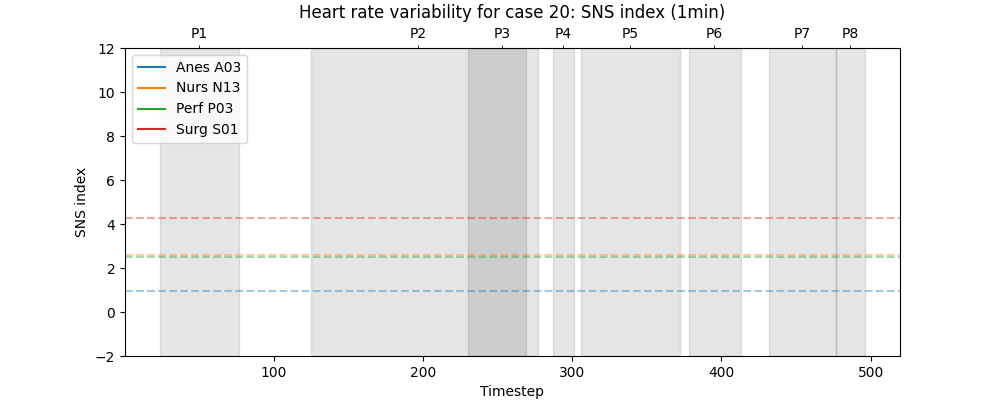 Heart rate variability for case 20: SNS index (1min)
P1 P2 P3 P4 P5 P6 P7 P8
12
10
8
6
4
2
0
−2
SNS index
Anes A03
Nurs N13
Perf P03
Surg S01
100 200 300 400 500
Timestep